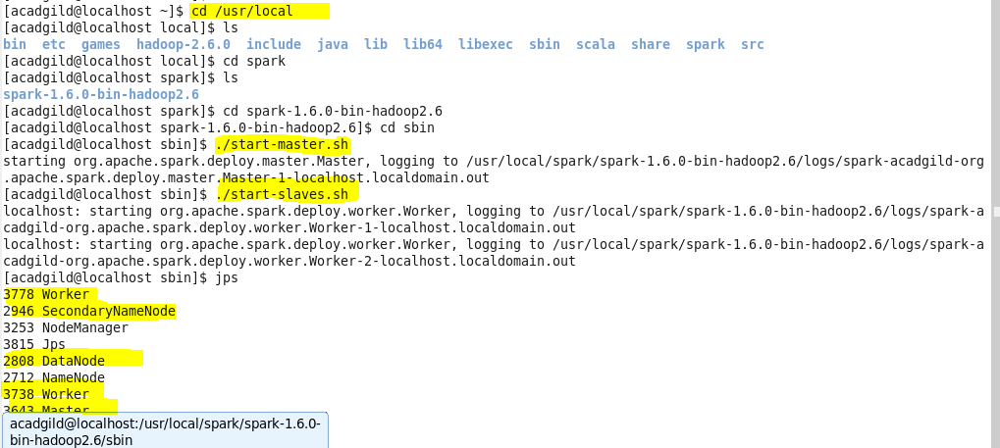 [acadgild@localhost ~]$ cd /usr/local
[acadgild@localhost local]$ ls
bin  etc  games  hadoop-2.6.0  include  java  lib  lib64  libexec  sbin  scala  share  spark  src
[acadgild@localhost local]$ cd spark
[acadgild@localhost spark]$ ls
spark-1.6.0-bin-hadoop2.6
[acadgild@localhost spark]$ cd spark-1.6.0-bin-hadoop2.6
[acadgild@localhost spark-1.6.0-bin-hadoop2.6]$ cd sbin
[acadgild@localhost sbin]$ ./start-master.sh
starting org.apache.spark.deploy.master.Master, logging to /usr/local/spark/spark-1.6.0-bin-hadoop2.6/logs/spark-acadgild-org
.apache.spark.deploy.master.Master-1-localhost.localdomain.out
[acadgild@localhost sbin]$ ./start-slaves.sh
localhost: starting org.apache.spark.deploy.worker.Worker, logging to /usr/local/spark/spark-1.6.0-bin-hadoop2.6/logs/spark-a
cadgild-org.apache.spark.deploy.worker.Worker-1-localhost.localdomain.out
localhost: starting org.apache.spark.deploy.worker.Worker, logging to /usr/local/spark/spark-1.6.0-bin-hadoop2.6/logs/spark-a
cadgild-org.apache.spark.deploy.worker.Worker-2-localhost.localdomain.out
[acadgild@localhost sbin]$ jps
3778 Worker
2946 SecondaryNameNode
3253 NodeManager
3815 Jps
2808 DataNode
2712 NameNode
3738 Worker
3643 Master
acadgild@localhost:/usr/local/spark/spark-1.6.0-
bin-hadoop2.6/sbin